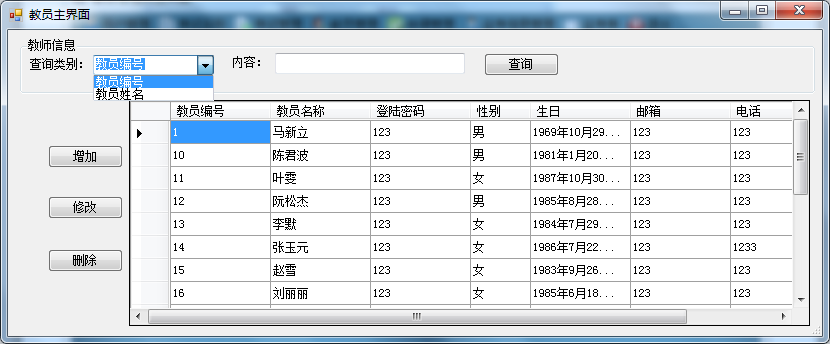 教员主界面
教师信息
查询类别： 教员编号 内容： 查询
教员编号
教员姓名
教员编号 教员名称 登陆密码 性别 生日 邮箱 电话
1 马新立 123 男 1969年10月29... 123 123
10 陈君波 123 男 1981年1月20... 123 123
11 叶雯 123 女 1987年10月30... 123 123
12 阮松杰 123 男 1985年8月28... 123 123
13 李默 123 女 1984年7月29... 123 123
14 张玉元 123 女 1986年7月22... 123 1233
15 赵雪 123 女 1983年9月26... 123 123
16 刘丽丽 123 女 1985年6月18... 123 123
增加
修改
删除